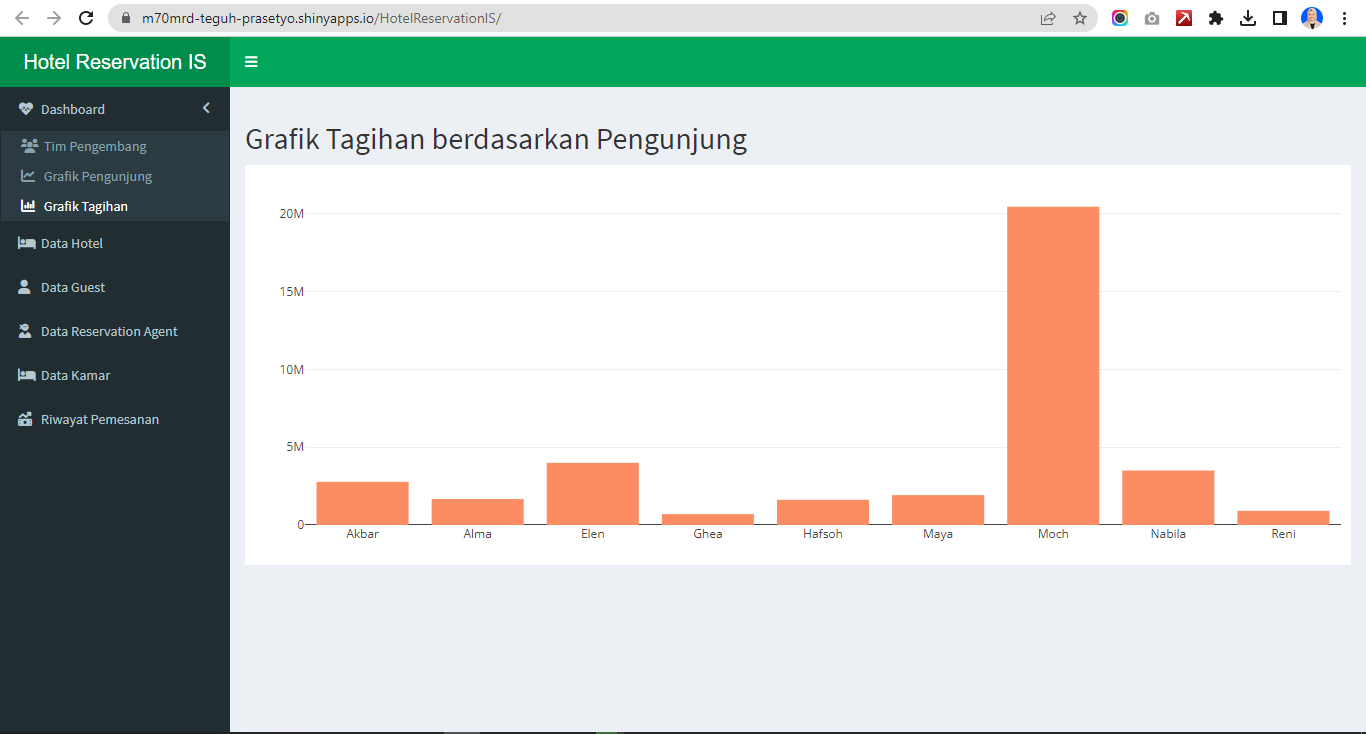 m70mrd-teguh-prasetyo.shinyapps.io/HotelReservationIS/
Hotel Reservation IS
Dashboard
Tim Pengembang
Grafik Pengunjung
Grafik Tagihan
Data Hotel
Data Guest
Data Reservation Agent
Data Kamar
Riwayat Pemesanan
Grafik Tagihan berdasarkan Pengunjung
20M
15M
10M
5M
0
Akbar Alma Elen Ghea Hafsoh Maya Moch Nabila Reni